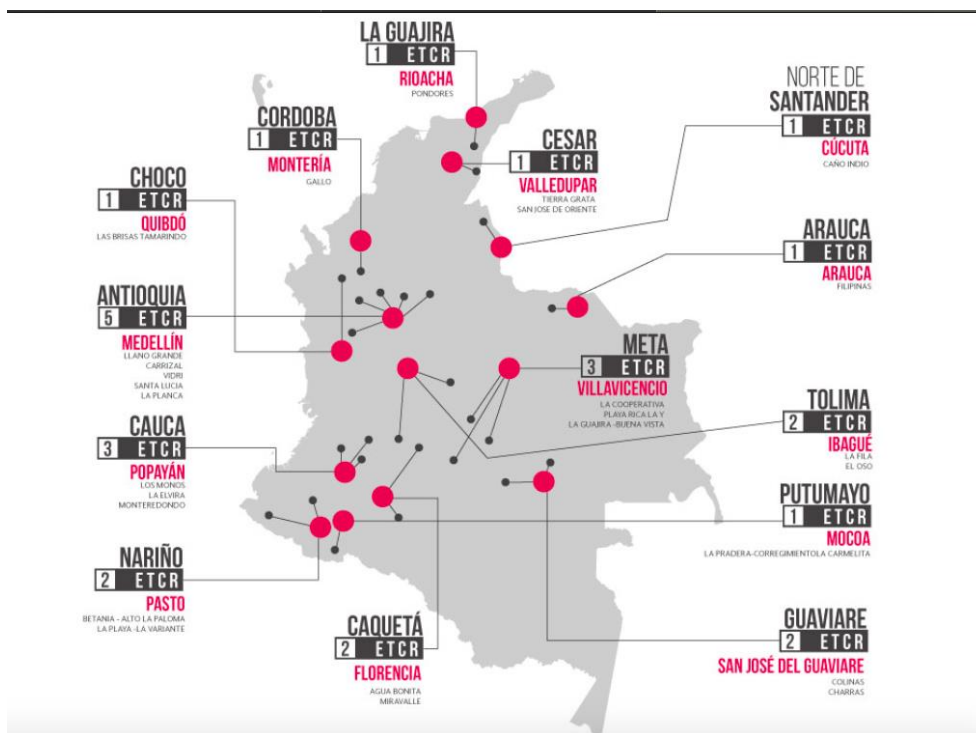 LA GUAJIRA
1 ETCR
RIOACHA
PONDORES
NORTE DE
SANTANDER
1 ETCR
CÚCUTA
CAÑO INDIO
CORDOBA
1 ETCR
MONTERÍA
GALLO
CESAR
1 ETCR
VALLEDUPAR
TIERRA GRATA
SAN JOSE DE ORIENTE
CHOCO
1 ETCR
QUIBDÓ
LAS BRISAS TAMARINDO
ARAUCA
1 ETCR
ARAUCA
FILIPINAS
ANTIOQUIA
5 ETCR
MEDELLÍN
LLANO GRANDE
CARRIZAL
VIDRI
SANTA LUCIA
LA PLANCA
META
3 ETCR
VILLAVICENCIO
LA COOPERATIVA
PLAYA RICA LA Y
LA GUAJIRA -BUENA VISTA
TOLIMA
2 ETCR
IBAGUÉ
LA FILA
EL OSO
CAUCA
3 ETCR
POPAYÁN
LOS MONOS
LA ELVIRA
MONTEREDONDO
PUTUMAYO
1 ETCR
MOCOA
LA PRADERA-CORREGIMIENTOLA CARMELITA
NARIÑO
2 ETCR
PASTO
BETANIA - ALTO LA PALOMA
LA PLAYA -LA VARIANTE
CAQUETÁ
2 ETCR
FLORENCIA
AGUA BONITA
MIRAVALLE
GUAVIARE
2 ETCR
SAN JOSÉ DEL GUAVIARE
COLINAS
CHARRAS